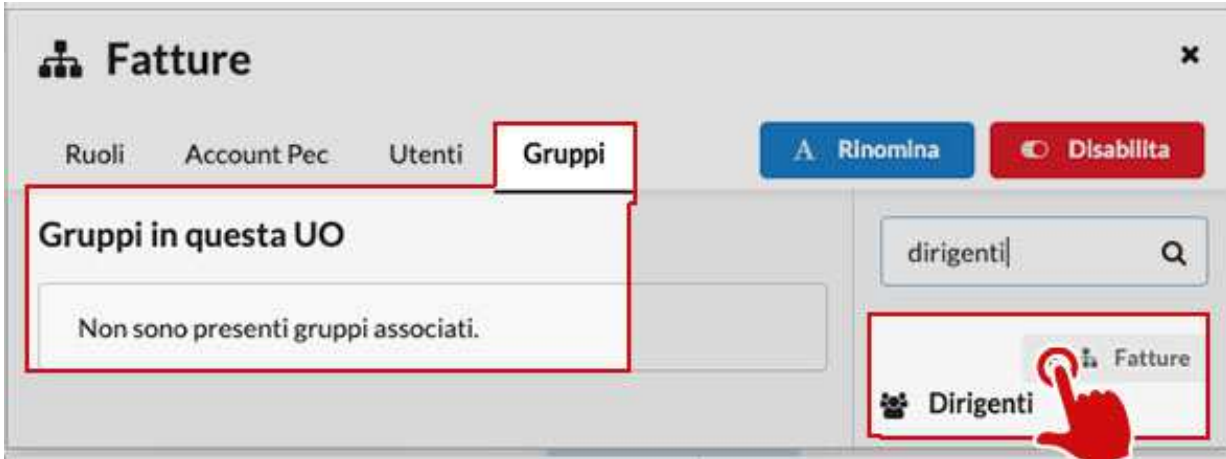 Fatture
Ruoli Account Pec Utenti Gruppi A Rinomina Disabilita
Gruppi in questa UO
dirigenti
Non sono presenti gruppi associati.
Fatture
Dirigenti